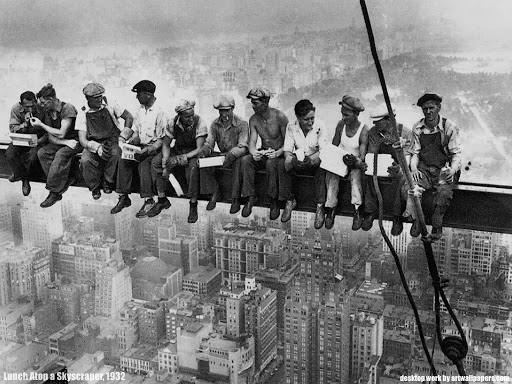 Lunch Atop a Skyscraper, 1932
desktop work by artwallpapers.com